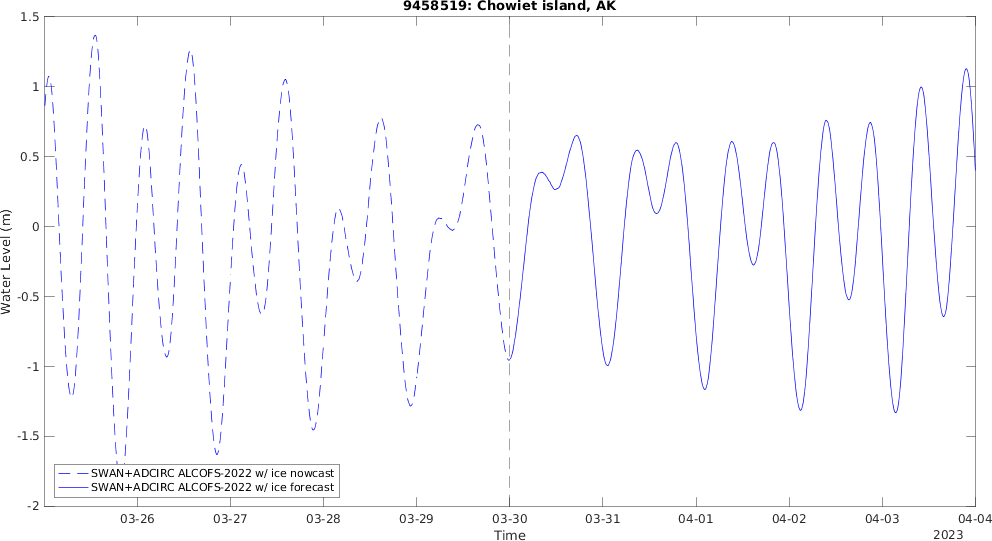 9458519: Chowiet island, AK
Water Level (m)
1.5
1
0.5
0
-0.5
-1
-1.5
-2
SWAN+ADCIRC ALCOFS-2022 w/ ice nowcast
SWAN+ADCIRC ALCOFS-2022 w/ ice forecast
03-26 03-27 03-28 03-29 03-30 03-31 04-01 04-02 04-03 04-04
Time
2023